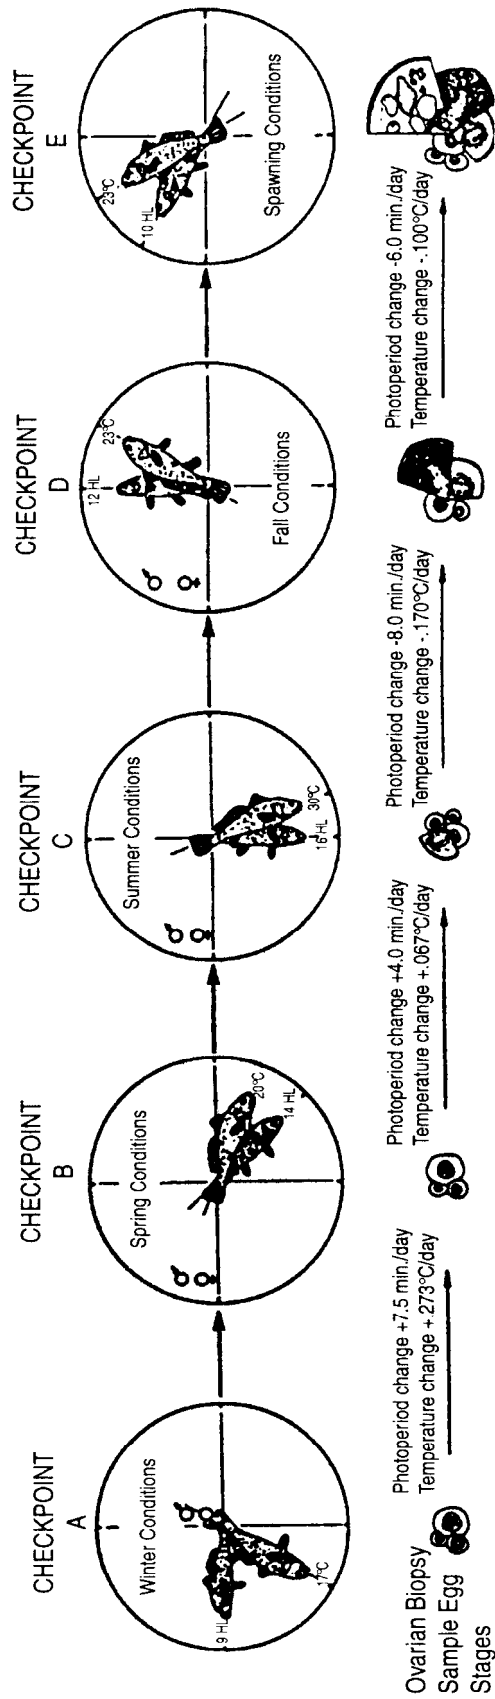 CHECKPOINT
A
Winter Conditions
9 HL
17°C
CHECKPOINT
B
Spring Conditions
20°C
14 HL
CHECKPOINT
C
Summer Conditions
30°C
16 HL
CHECKPOINT
D
12 HL
23°C
Fall Conditions
CHECKPOINT
E
23°C
10 HL
Spawning Conditions
Ovarian Biopsy
Sample Egg
Stages
Photoperiod change +7.5 min./day
Temperature change +.273°C/day
Photoperiod change +4.0 min./day
Temperature change +.067°C/day
Photoperiod change -8.0 min./day
Temperature change -.170°C/day
Photoperiod change -6.0 min./day
Temperature change -.100°C/day